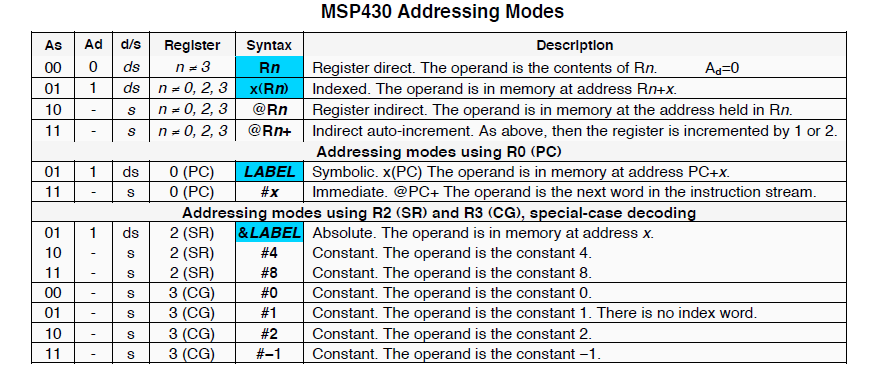 MSP430 Addressing Modes
As Ad d/s Register Syntax Description
00 0 ds n ≠ 3 Rn Register direct. The operand is the contents of Rn. Ad=0
01 1 ds n ≠ 0, 2, 3 x(Rn) Indexed. The operand is in memory at address Rn+x.
10 - s n ≠ 0, 2, 3 @Rn Register indirect. The operand is in memory at the address held in Rn.
11 - s n ≠ 0, 2, 3 @Rn+ Indirect auto-increment. As above, then the register is incremented by 1 or 2.
Addressing modes using R0 (PC)
01 1 ds 0 (PC) LABEL Symbolic. x(PC) The operand is in memory at address PC+x.
11 - s 0 (PC) #x Immediate. @PC+ The operand is the next word in the instruction stream.
Addressing modes using R2 (SR) and R3 (CG), special-case decoding
01 1 ds 2 (SR) &LABEL Absolute. The operand is in memory at address x.
10 - s 2 (SR) #4 Constant. The operand is the constant 4.
11 - s 2 (SR) #8 Constant. The operand is the constant 8.
00 - s 3 (CG) #0 Constant. The operand is the constant 0.
01 - s 3 (CG) #1 Constant. The operand is the constant 1. There is no index word.
10 - s 3 (CG) #2 Constant. The operand is the constant 2.
11 - s 3 (CG) #−1 Constant. The operand is the constant −1.